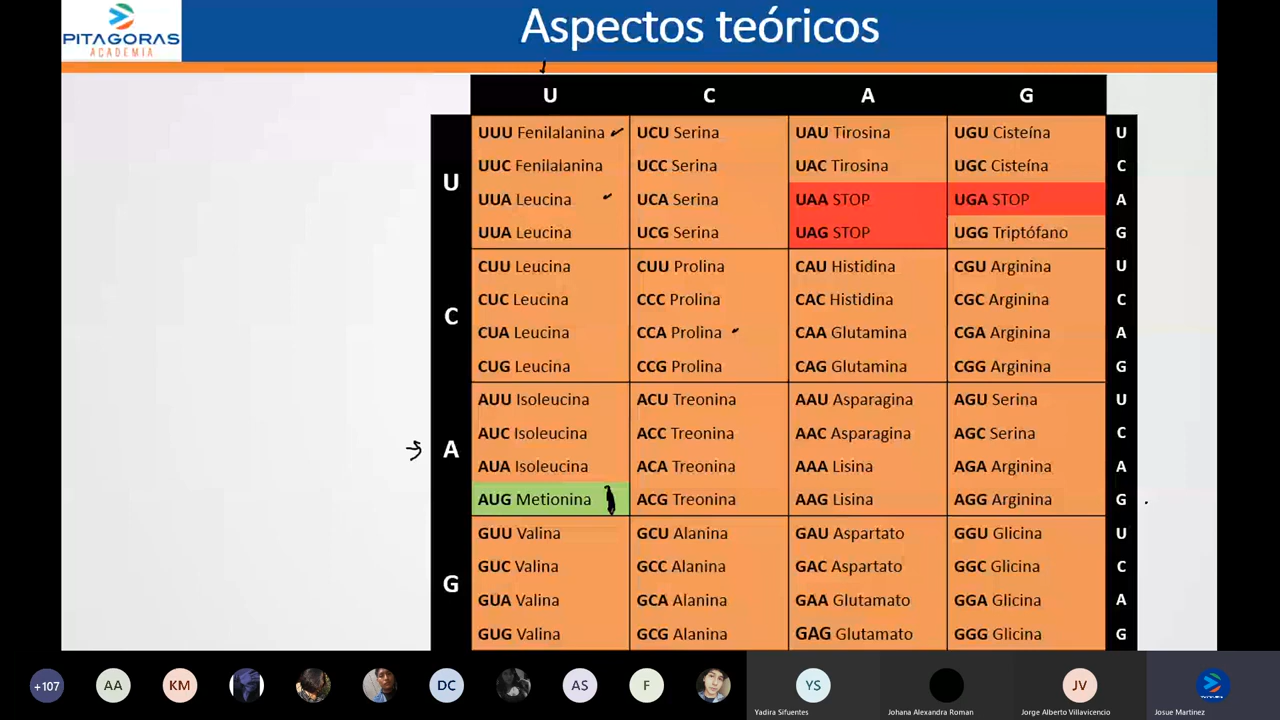 PITAGORAS
ACADEMIA
Aspectos teóricos
U C A G
U
UUU Fenilalanina UCU Serina UAU Tirosina UGU Cisteína U
UUC Fenilalanina UCC Serina UAC Tirosina UGC Cisteína C
UUA Leucina UCA Serina UAA STOP UGA STOP A
UUA Leucina UCG Serina UAG STOP UGG Triptófano G
C
CUU Leucina CUU Prolina CAU Histidina CGU Arginina U
CUC Leucina CCC Prolina CAC Histidina CGC Arginina C
CUA Leucina CCA Prolina CAA Glutamina CGA Arginina A
CUG Leucina CCG Prolina CAG Glutamina CGG Arginina G
A
AUU Isoleucina ACU Treonina AAU Asparagina AGU Serina U
AUC Isoleucina ACC Treonina AAC Asparagina AGC Serina C
AUA Isoleucina ACA Treonina AAA Lisina AGA Arginina A
AUG Metionina ACG Treonina AAG Lisina AGG Arginina G
G
GUU Valina GCU Alanina GAU Aspartato GGU Glicina U
GUC Valina GCC Alanina GAC Aspartato GGC Glicina C
GUA Valina GCA Alanina GAA Glutamato GGA Glicina A
GUG Valina GCG Alanina GAG Glutamato GGG Glicina G
+107 AA KM DC AS F YS JV
Yadira Sifuentes Johana Alexandra Roman Jorge Alberto Villavicencio Josue Martinez